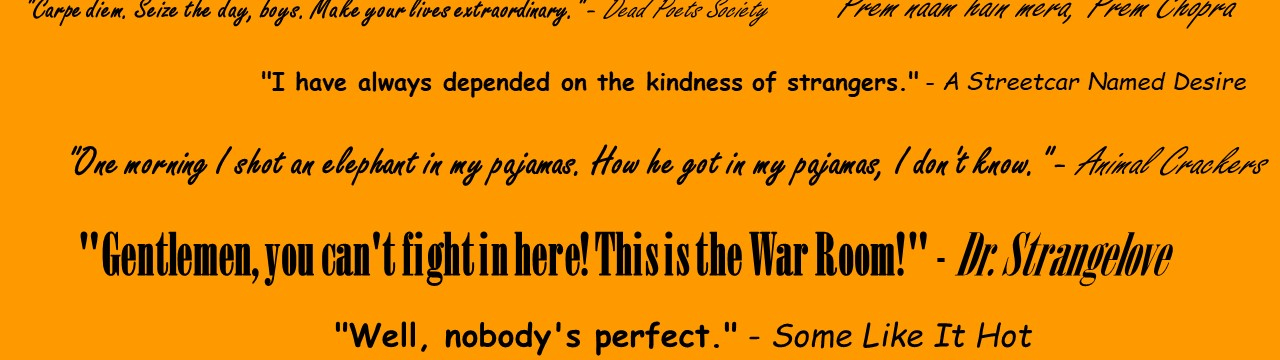 "Carpe diem. Seize the day, boys. Make your lives extraordinary." - Dead Poets Society Prem naam hain mera, Prem Chopra
"I have always depended on the kindness of strangers." - A Streetcar Named Desire
"One morning I shot an elephant in my pajamas. How he got in my pajamas, I don't know." - Animal Crackers
"Gentlemen, you can't fight in here! This is the War Room!" - Dr. Strangelove
"Well, nobody's perfect." - Some Like It Hot